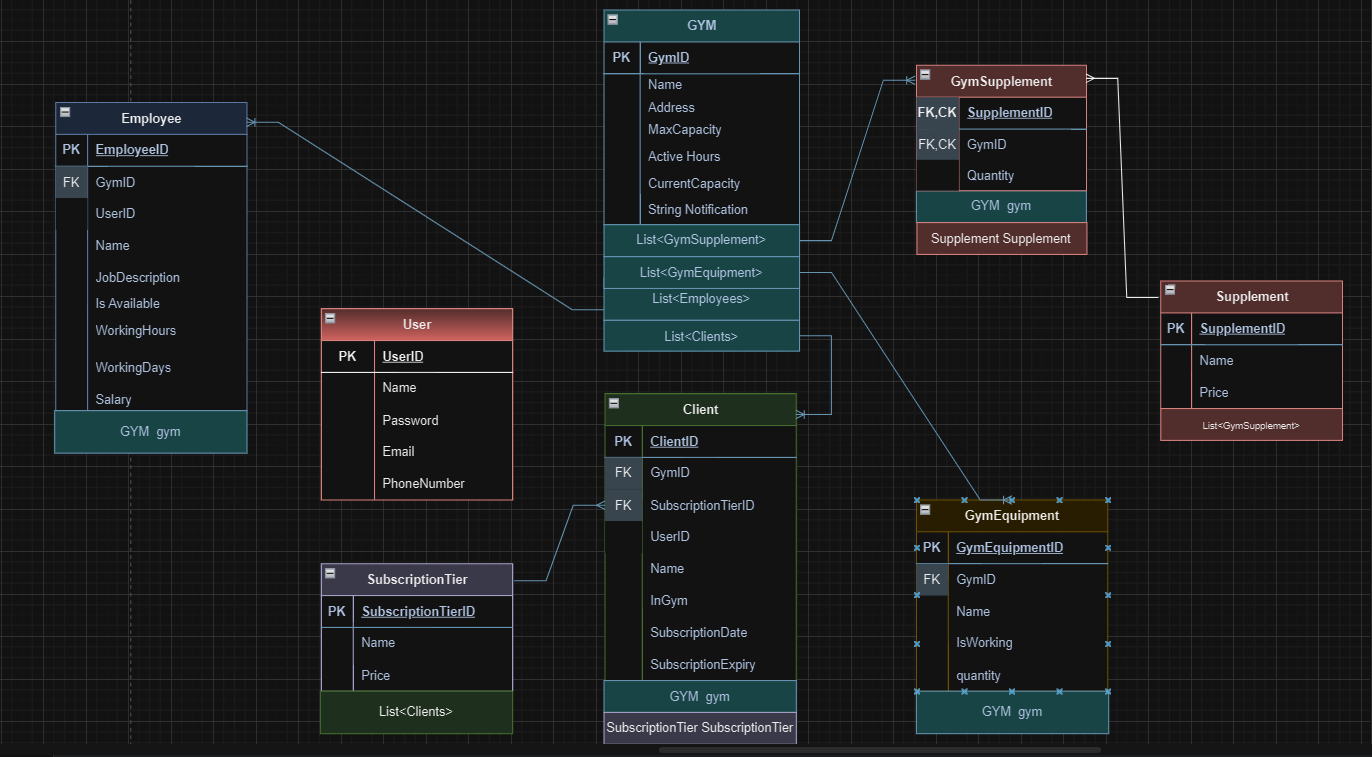 GYM
PK GymID
Name
Address
MaxCapacity
Active Hours
CurrentCapacity
String Notification
List<GymSupplement>
List<GymEquipment>
List<Employees>
List<Clients>
GymSupplement
FK,CK SupplementID
FK,CK GymID
Quantity
GYM gym
Supplement Supplement
Employee
PK EmployeeID
FK GymID
UserID
Name
JobDescription
Is Available
WorkingHours
WorkingDays
Salary
GYM gym
User
PK UserID
Name
Password
Email
PhoneNumber
Supplement
PK SupplementID
Name
Price
List<GymSupplement>
Client
PK ClientID
FK GymID
FK SubscriptionTierID
UserID
Name
InGym
SubscriptionDate
SubscriptionExpiry
GYM gym
SubscriptionTier SubscriptionTier
GymEquipment
PK GymEquipmentID
FK GymID
Name
IsWorking
quantity
GYM gym
SubscriptionTier
PK SubscriptionTierID
Name
Price
List<Clients>